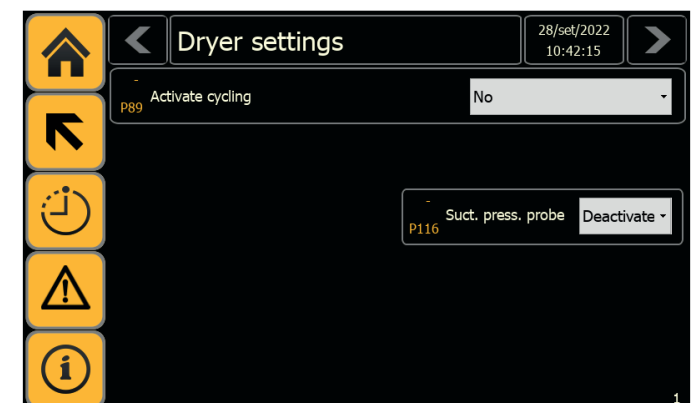 Dryer settings
28/set/2022
10:42:15
-
P89 Activate cycling No
-
P116 Suct. press. probe Deactivate
1